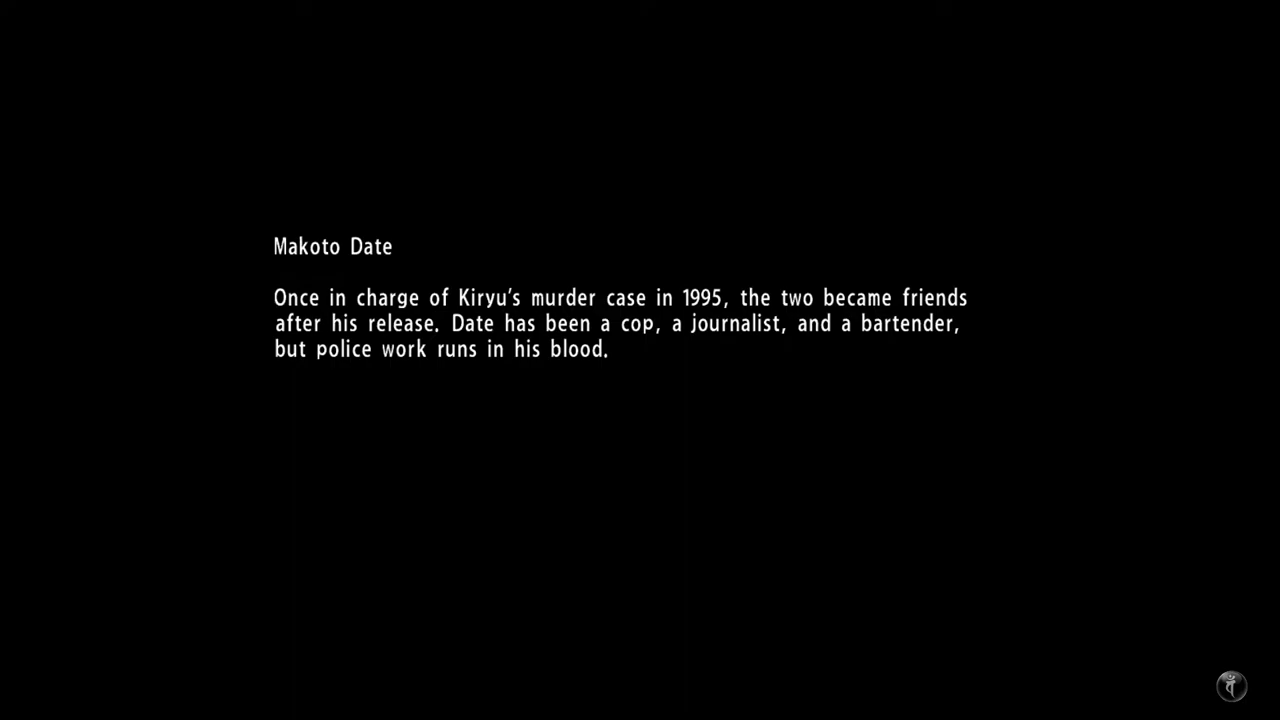 Makoto Date
Once in charge of Kiryu's murder case in 1995, the two became friends
after his release. Date has been a cop, a journalist, and a bartender,
but police work runs in his blood.